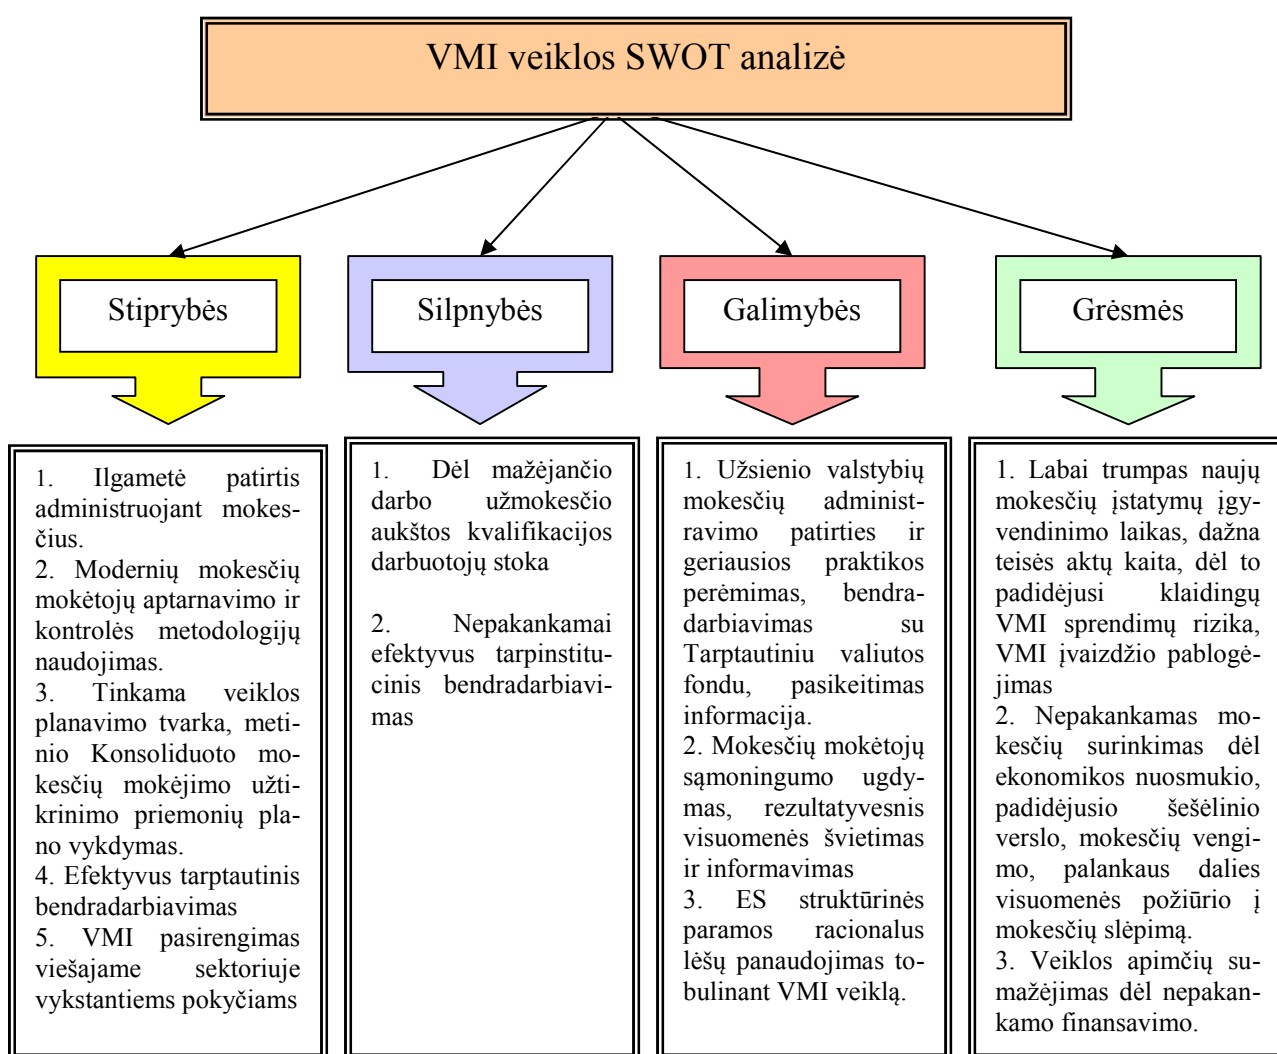 VMI veiklos SWOT analizė
Stiprybės
Silpnybės
Galimybės
Grėsmės
1. Ilgametė patirtis
administruojant mokes-
čius.
2. Modernių mokesčių
mokėtojų aptarnavimo ir
kontrolės metodologijų
naudojimas.
3. Tinkama veiklos
planavimo tvarka, meti-
nio Konsoliduoto mo-
kesčių mokėjimo užti-
krinimo priemonių pla-
no vykdymas.
4. Efektyvus tarptautinis
bendradarbiavimas
5. VMI pasirengimas
viešajame sektoriuje
vykstantiems pokyčiams
1. Dėl mažėjančio
darbo užmokesčio
aukštos kvalifikacijos
darbuotojų stoka
2. Nepakankamai
efektyvus tarpinstitu-
cinis bendradarbiavi-
mas
1. Užsienio valstybių
mokesčių administ-
ravimo patirties ir
geriausios praktikos
perėmimas, bendra-
darbiavimas su
Tarptautiniu valiutos
fondu, pasikeitimas
informacija.
2. Mokesčių mokėtojų
sąmoningumo ugdy-
mas, rezultatyvesnis
visuomenės švietimas
ir informavimas
3. ES struktūrinės
paramos racionalus
lėšų panaudojimas to-
bulinant VMI veiklą.
1. Labai trumpas naujų
mokesčių įstatymų įgy-
vendinimo laikas, dažna
teisės aktų kaita, dėl to
padidėjusi klaidingų
VMI sprendimų rizika,
VMI įvaizdžio pablogė-
jimas
2. Nepakankamas mo-
kesčių surinkimas dėl
ekonomikos nuosmukio,
padidėjusio šešėlinio
verslo, mokesčių vengi-
mo, palankaus dalies
visuomenės požiūrio į
mokesčių slėpimą.
3. Veiklos apimčių su-
mažėjimas dėl nepakan-
kamo finansavimo.